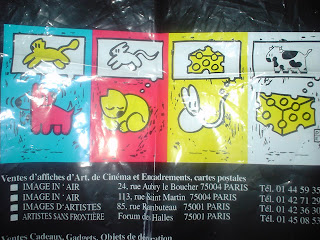 Ventes d'affiches d'Art, de Cinéma et Encadrements, cartes postales
IMAGE IN ' AIR 24, rue Aubry le Boucher 75004 PARIS Tél. 01 44 59 35
IMAGE IN ' AIR 113, rue Saint Martin 75004 PARIS Tél. 01 42 71 29
IMAGES D'ARTISTES 85, rue Rambuteau 75001 PARIS Tél. 01 42 36 30
ARTISTES SANS FRONTIÈRE Forum des Halles 75001 PARIS Tél. 01 45 08 53
Ventes Cadeaux, Gadgets, Objets de décoration